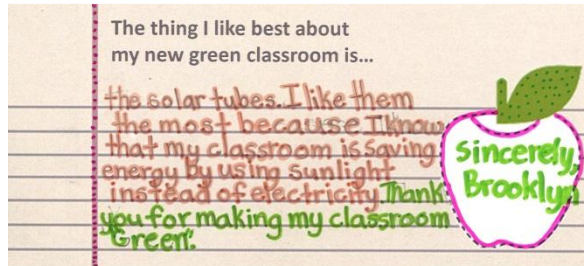 The thing I like best about
my new green classroom is...
the solar tubes. I like them
the most because I know
that my classroom is saving
energy by using sunlight
instead of electricity. Thank
you for making my classroom
Green!
Sincerely,
Brooklyn